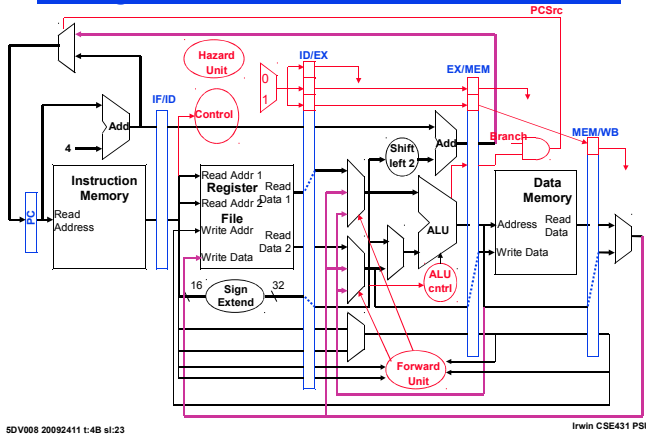 PCSrc
Hazard
Unit
ID/EX
0
1
EX/MEM
IF/ID
Control
Add
4
Branch
MEM/WB
Shift
left 2
Add
Instruction
Memory
PC
Read
Address
Read Addr 1
Register
Read
Data 1
Read Addr 2
File
Write Addr
Read
Data 2
Write Data
16
Sign
Extend
32
ALU
ALU
cntrl
Data
Memory
Address
Read
Data
Write Data
Forward
Unit
5DV008 20092411 t:4B sl:23
Irwin CSE431 PSU